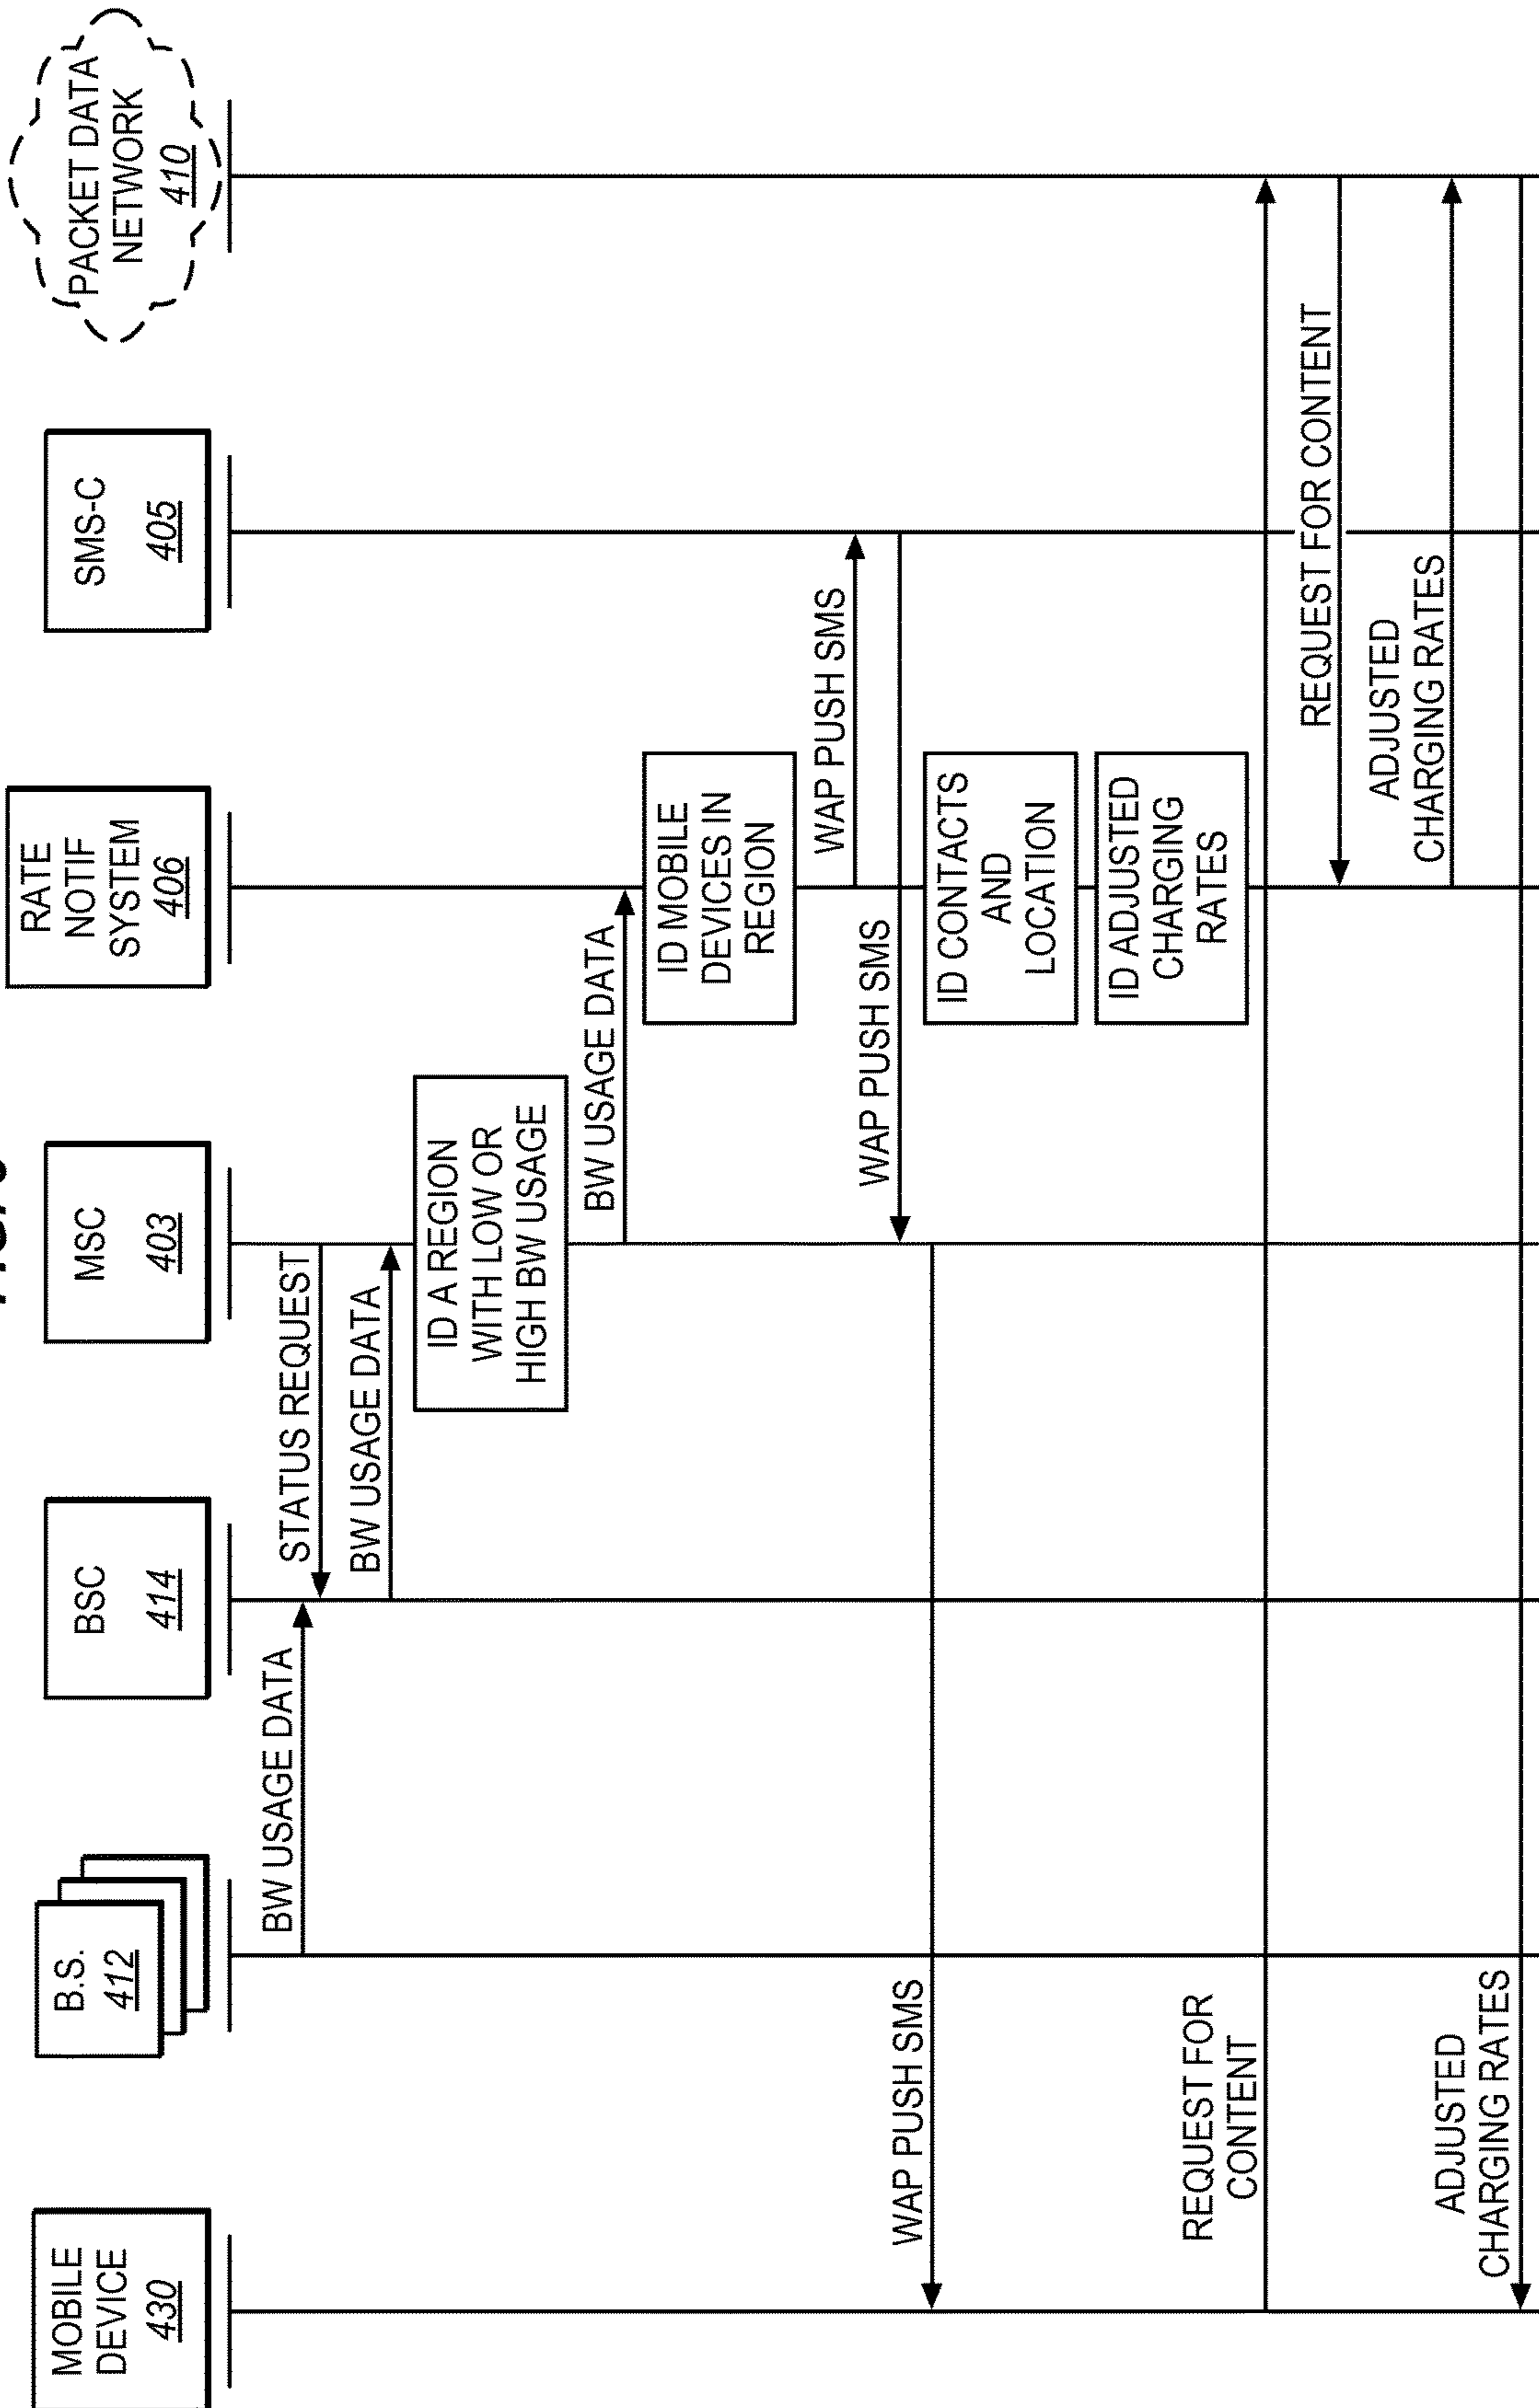 MOBILE
DEVICE
430
B.S.
412
BSC
414
MSC
403
RATE
NOTIF
SYSTEM
406
SMS-C
405
PACKET DATA
NETWORK
410
BW USAGE DATA
STATUS REQUEST
BW USAGE DATA
ID A REGION
WITH LOW OR
HIGH BW USAGE
BW USAGE DATA
ID MOBILE
DEVICES IN
REGION
WAP PUSH SMS
WAP PUSH SMS
WAP PUSH SMS
ID CONTACTS
AND
LOCATION
ID ADJUSTED
CHARGING
RATES
REQUEST FOR
CONTENT
REQUEST FOR CONTENT
ADJUSTED
CHARGING RATES
ADJUSTED
CHARGING RATES